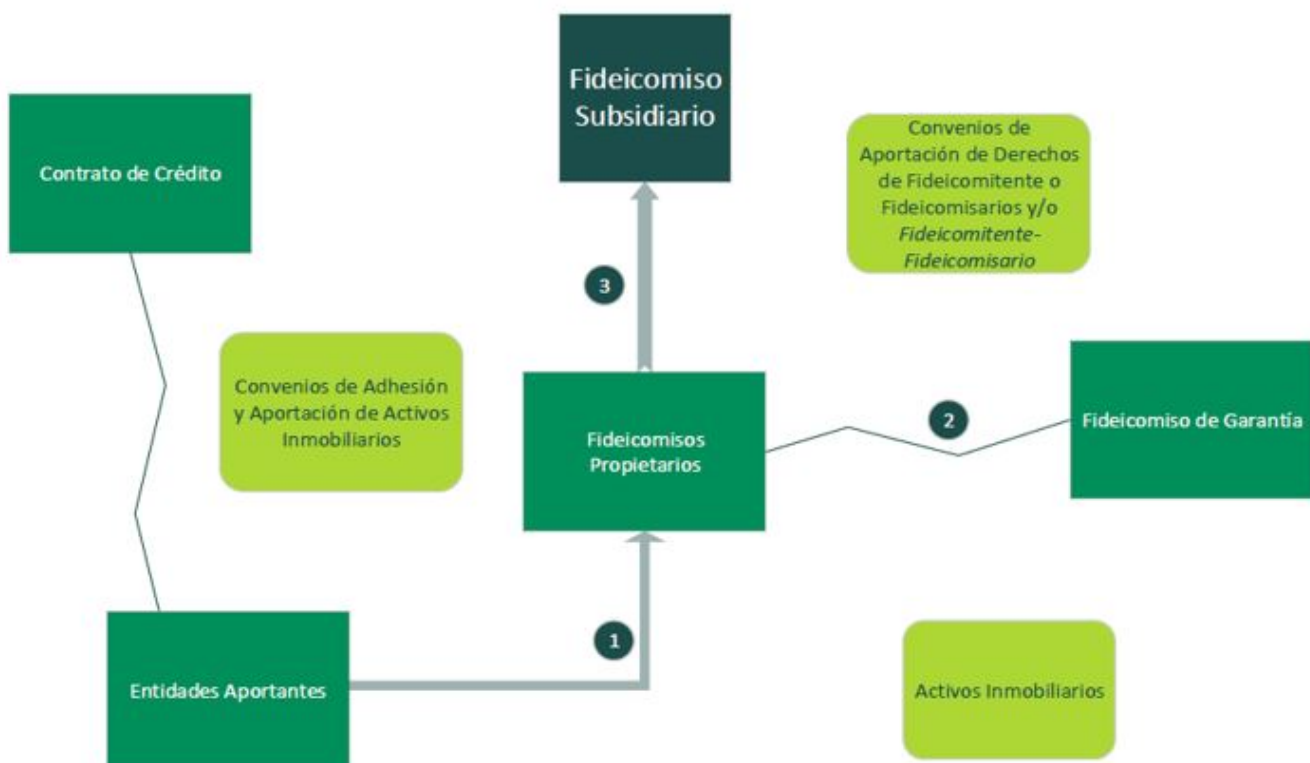 Fideicomiso
Subsidiario
Contrato de Crédito
Convenios de
Aportación de Derechos
de Fideicomitente o
Fideicomisarios y/o
Fideicomitente-
Fideicomisario
3
Convenios de Adhesión
y Aportación de Activos
Inmobiliarios
Fideicomisos
Propietarios
2
Fideicomiso de Garantía
1
Entidades Aportantes
Activos Inmobiliarios